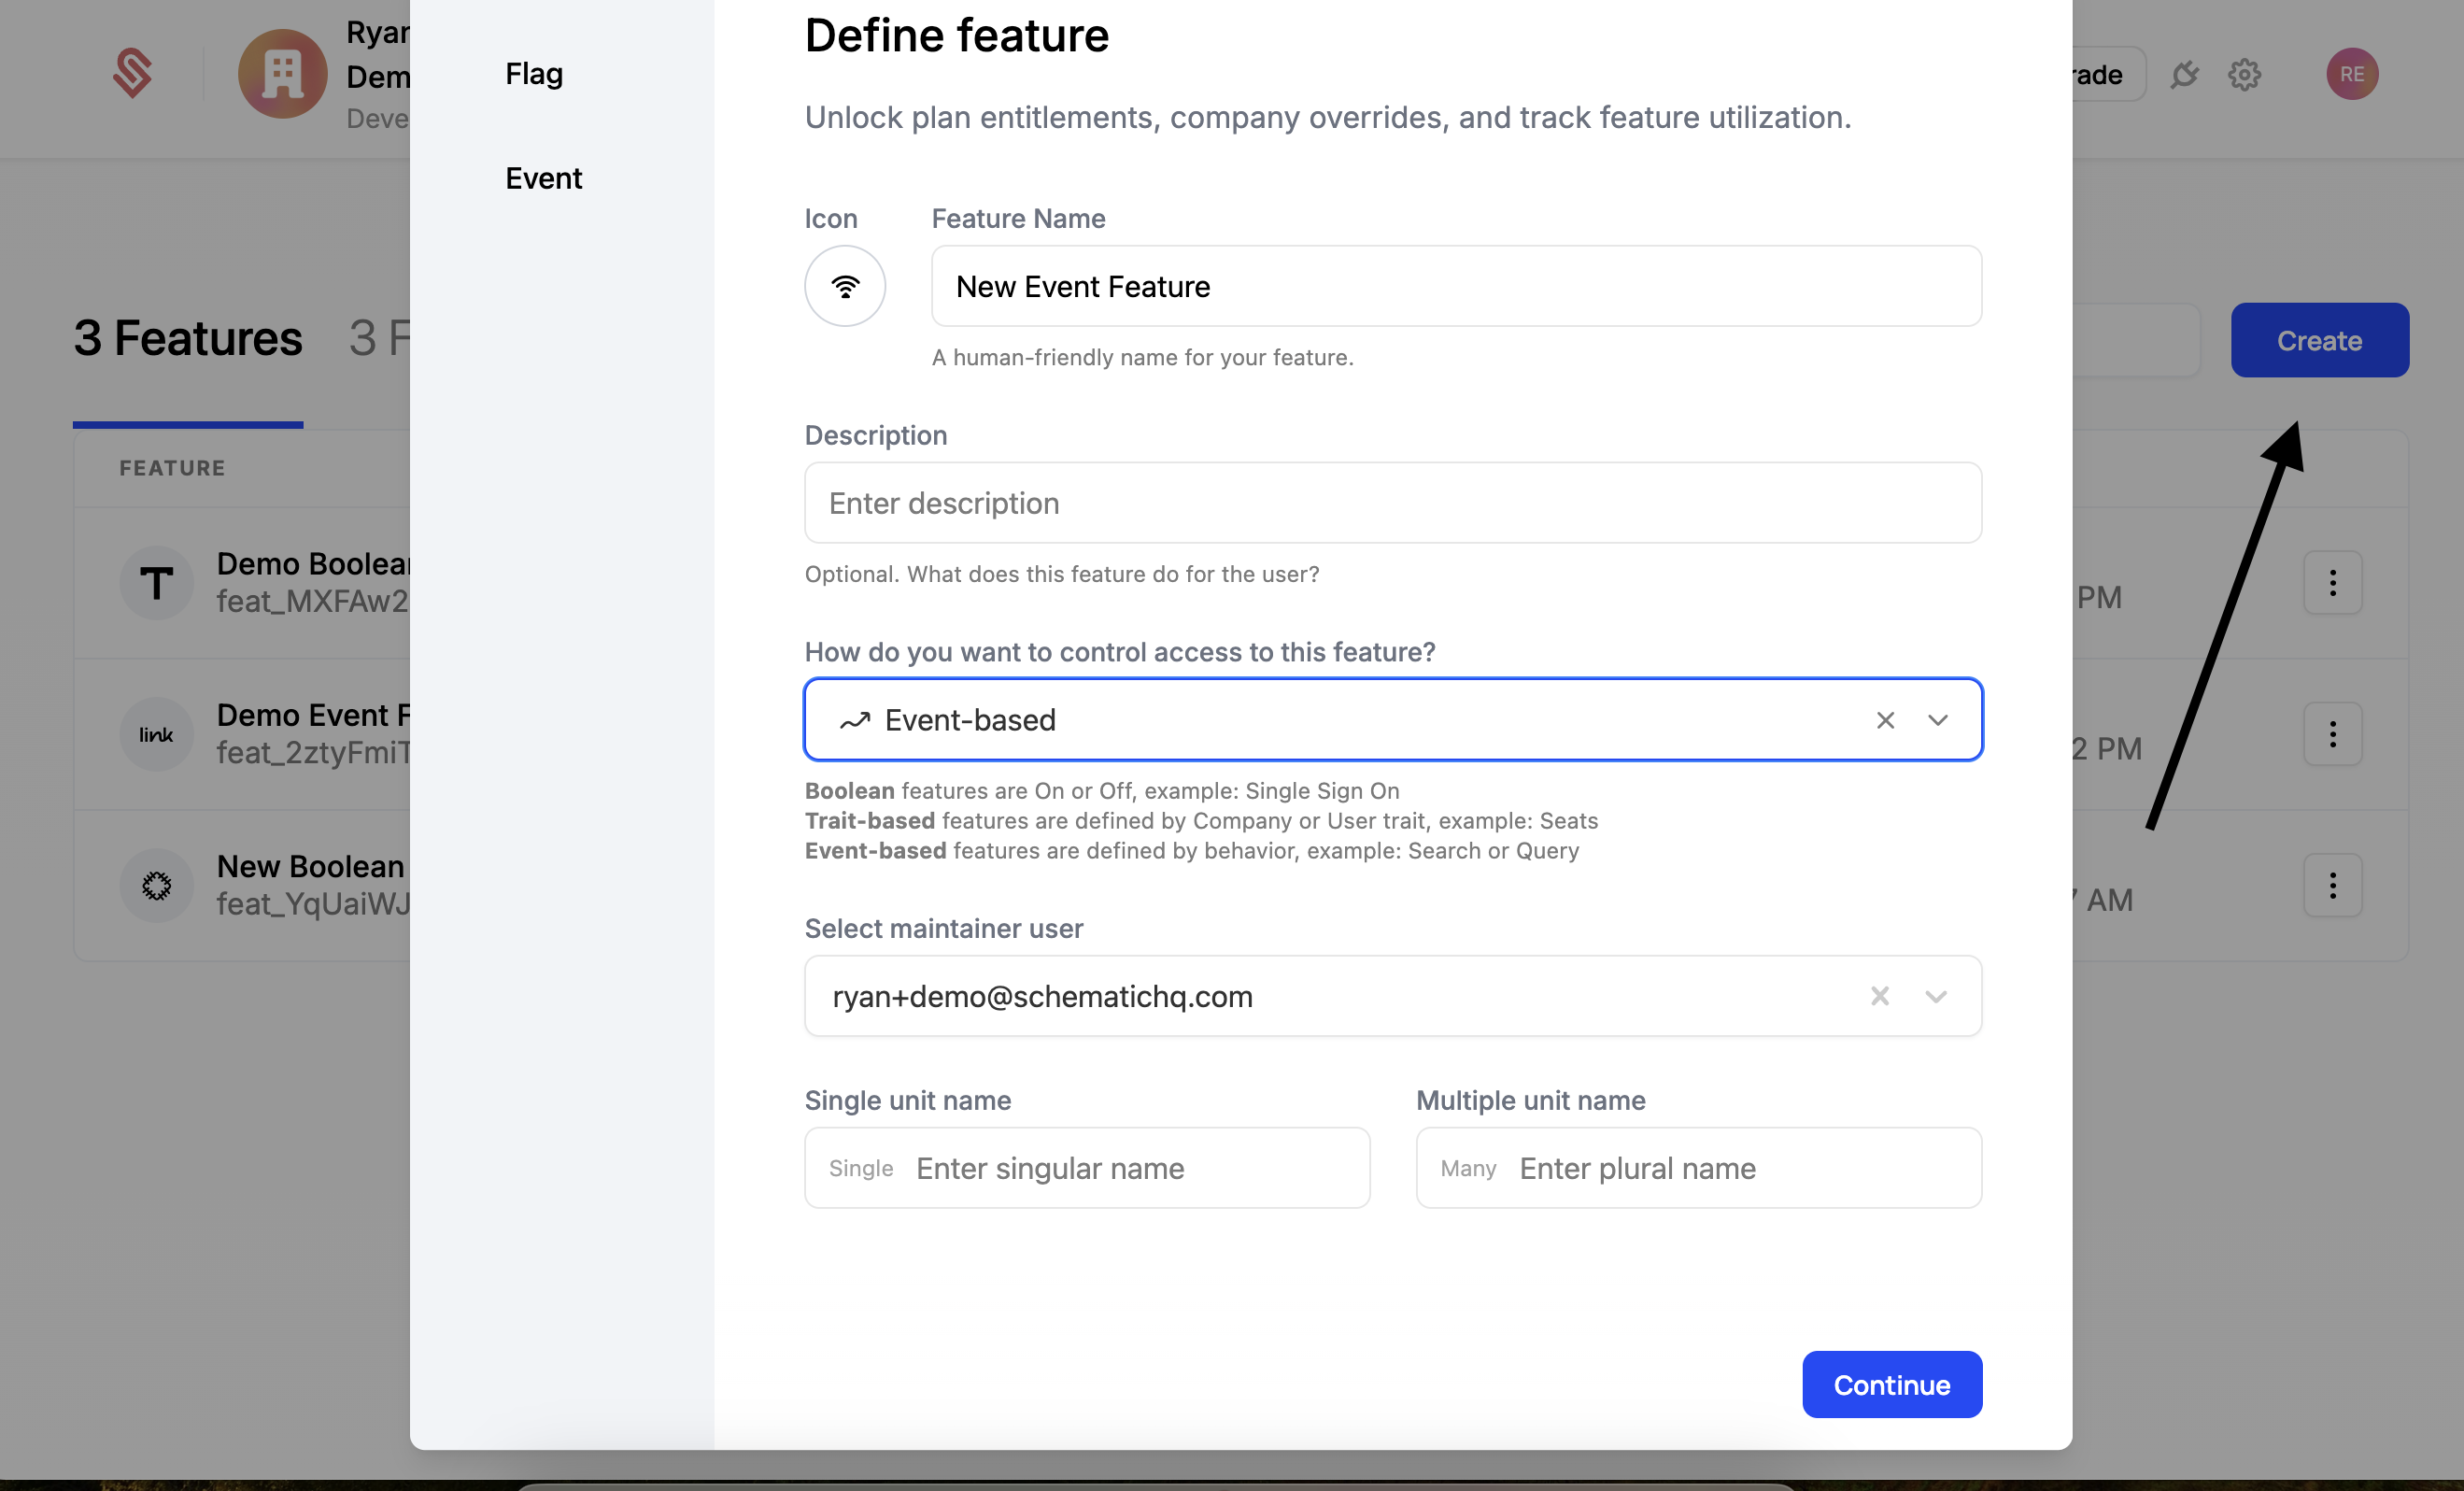 Ryan
Dem
Deve
rade
RE
Flag
Event
Define feature
Unlock plan entitlements, company overrides, and track feature utilization.
Icon
Feature Name
New Event Feature
A human-friendly name for your feature.
3 Features
3 F
Create
Description
Enter description
Optional. What does this feature do for the user?
FEATURE
T
Demo Boolean
feat_MXFAw2
PM
How do you want to control access to this feature?
Event-based
Boolean features are On or Off, example: Single Sign On
Trait-based features are defined by Company or User trait, example: Seats
Event-based features are defined by behavior, example: Search or Query
link
Demo Event F
feat_2ztyFmiT
2 PM
New Boolean
feat_YqUaiWJ
7 AM
Select maintainer user
ryan+demo@schematichq.com
Single unit name
Multiple unit name
Single Enter singular name
Many Enter plural name
Continue